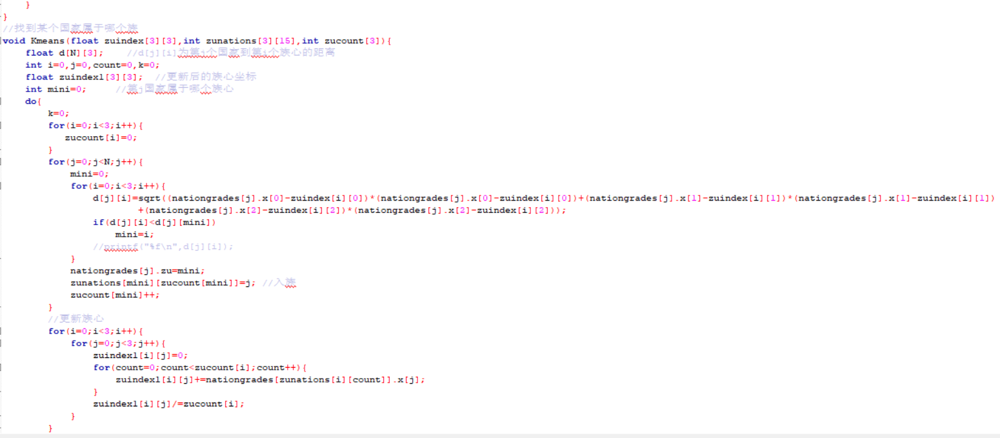 }
}
//找到某个国家属于哪个族
void Kmeans(float zuindex[3][3],int zunations[3][15],int zucount[3]){
float d[N][3]; //d[j][i]为第j个国家到第i个族心的距离
int i=0,j=0,count=0,k=0;
float zuindex1[3][3]; //更新后的族心坐标
int mini=0; //第j国家属于哪个族心
do{
k=0;
for(i=0;i<3;i++){
zucount[i]=0;
}
for(j=0;j<N;j++){
mini=0;
for(i=0;i<3;i++){
d[j][i]=sqrt((nationgrades[j].x[0]-zuindex[i][0])*(nationgrades[j].x[0]-zuindex[i][0])+(nationgrades[j].x[1]-zuindex[i][1])*(nationgrades[j].x[1]-zuindex[i][1])
+(nationgrades[j].x[2]-zuindex[i][2])*(nationgrades[j].x[2]-zuindex[i][2]));
if(d[j][i]<d[j][mini])
mini=i;
//printf("%f\n",d[j][i]);
}
nationgrades[j].zu=mini;
zunations[mini][zucount[mini]]=j; //入族
zucount[mini]++;
}
//更新族心
for(i=0;i<3;i++){
for(j=0;j<3;j++){
zuindex1[i][j]=0;
for(count=0;count<zucount[i];count++){
zuindex1[i][j]+=nationgrades[zunations[i][count]].x[j];
}
zuindex1[i][j]/=zucount[i];
}
}